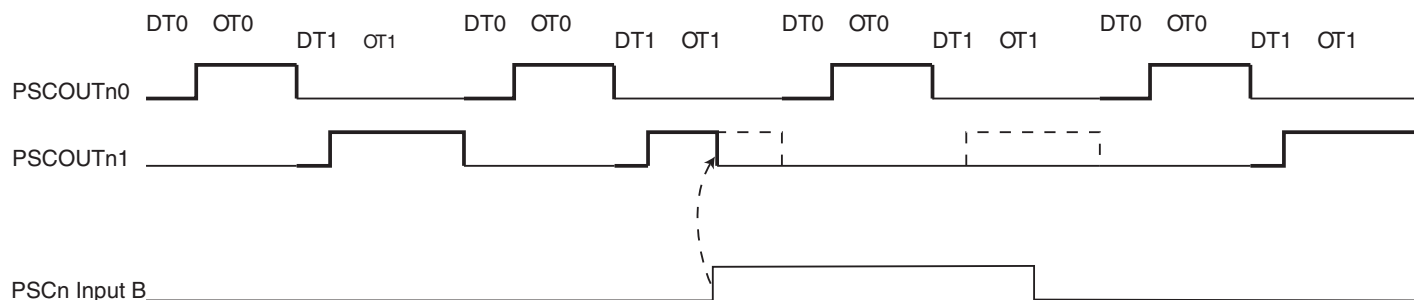 DT0 OT0 DT0 OT0 DT0 OT0 DT0 OT0
DT1 OT1 DT1 OT1 DT1 OT1 DT1 OT1
PSCOUTn0
PSCOUTn1
PSCn Input B